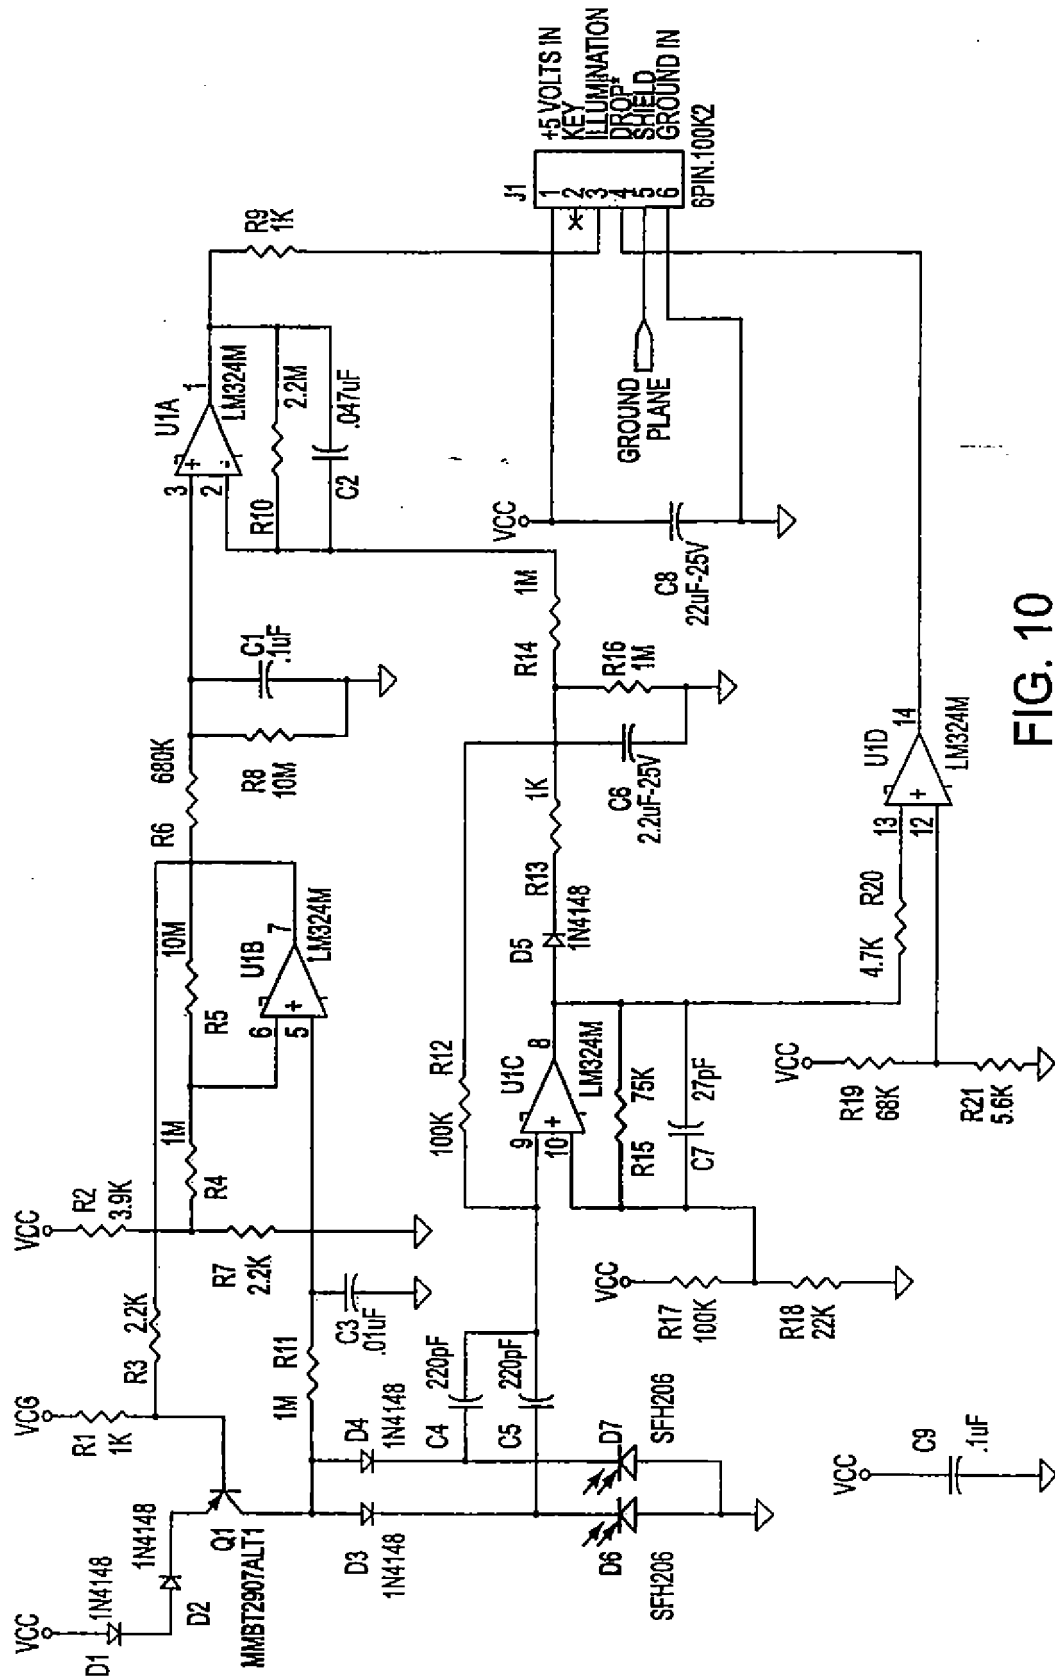 VCC
D1
1N4148
D2
1N4148
Q1
MMBT2907ALT1
VCG
R1
1K
R3
2.2K
VCC
R2
3.9K
R4
1M
R7
2.2K
R5
10M
R6
680K
R8
10M
C1
.1uF
6
5
+
7
U1B
LM324M
3
2
+
-
1
U1A
LM324M
R10
2.2M
C2
.047uF
R9
1K
R11
1M
C3
.01uF
D3
1N4148
D4
1N4148
C4
220pF
C5
220pF
D6
SFH206
D7
SFH206
R12
100K
9
10
+
8
U1C
LM324M
R15
75K
C7
27pF
VCC
R17
100K
R18
22K
D5
1N4148
R13
1K
C6
2.2uF-25V
R16
1M
R14
1M
VCC
C8
22uF-25V
GROUND
PLANE
J1
1
2
3
4
5
6
+5 VOLTS IN
KEY
ILLUMINATION
DROP*
SHIELD
GROUND IN
6PIN.100K2
VCC
R19
68K
R21
5.6K
R20
4.7K
13
12
+
14
U1D
LM324M
VCC
C9
.1uF
FIG. 10